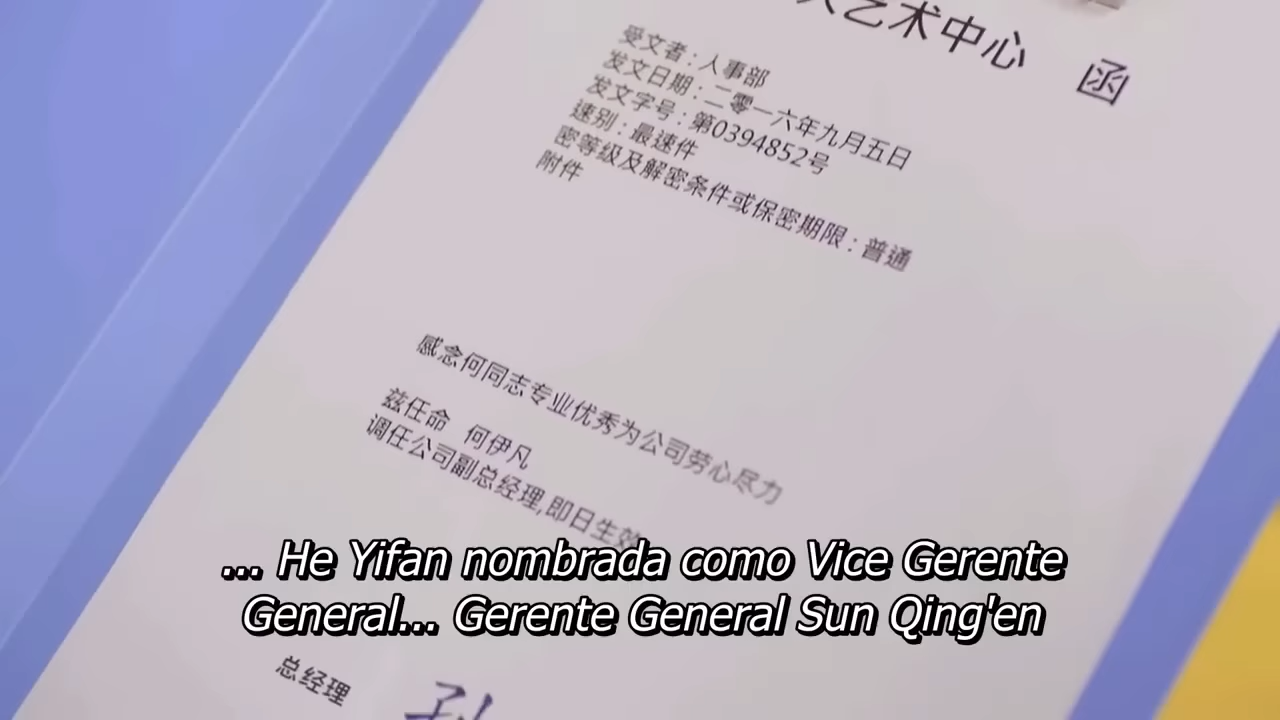 艺术中心 函
受文者：人事部
发文日期：二零一六年九月五日
发文字号：第0394852号
速别：最速件
密等级及解密条件或保密期限：普通
附件
感念何同志专业优秀为公司劳心尽力
兹任命 何伊凡
调任公司副总经理,即日生效
... He Yifan nombrada como Vice Gerente
General... Gerente General Sun Qing'en
总经理